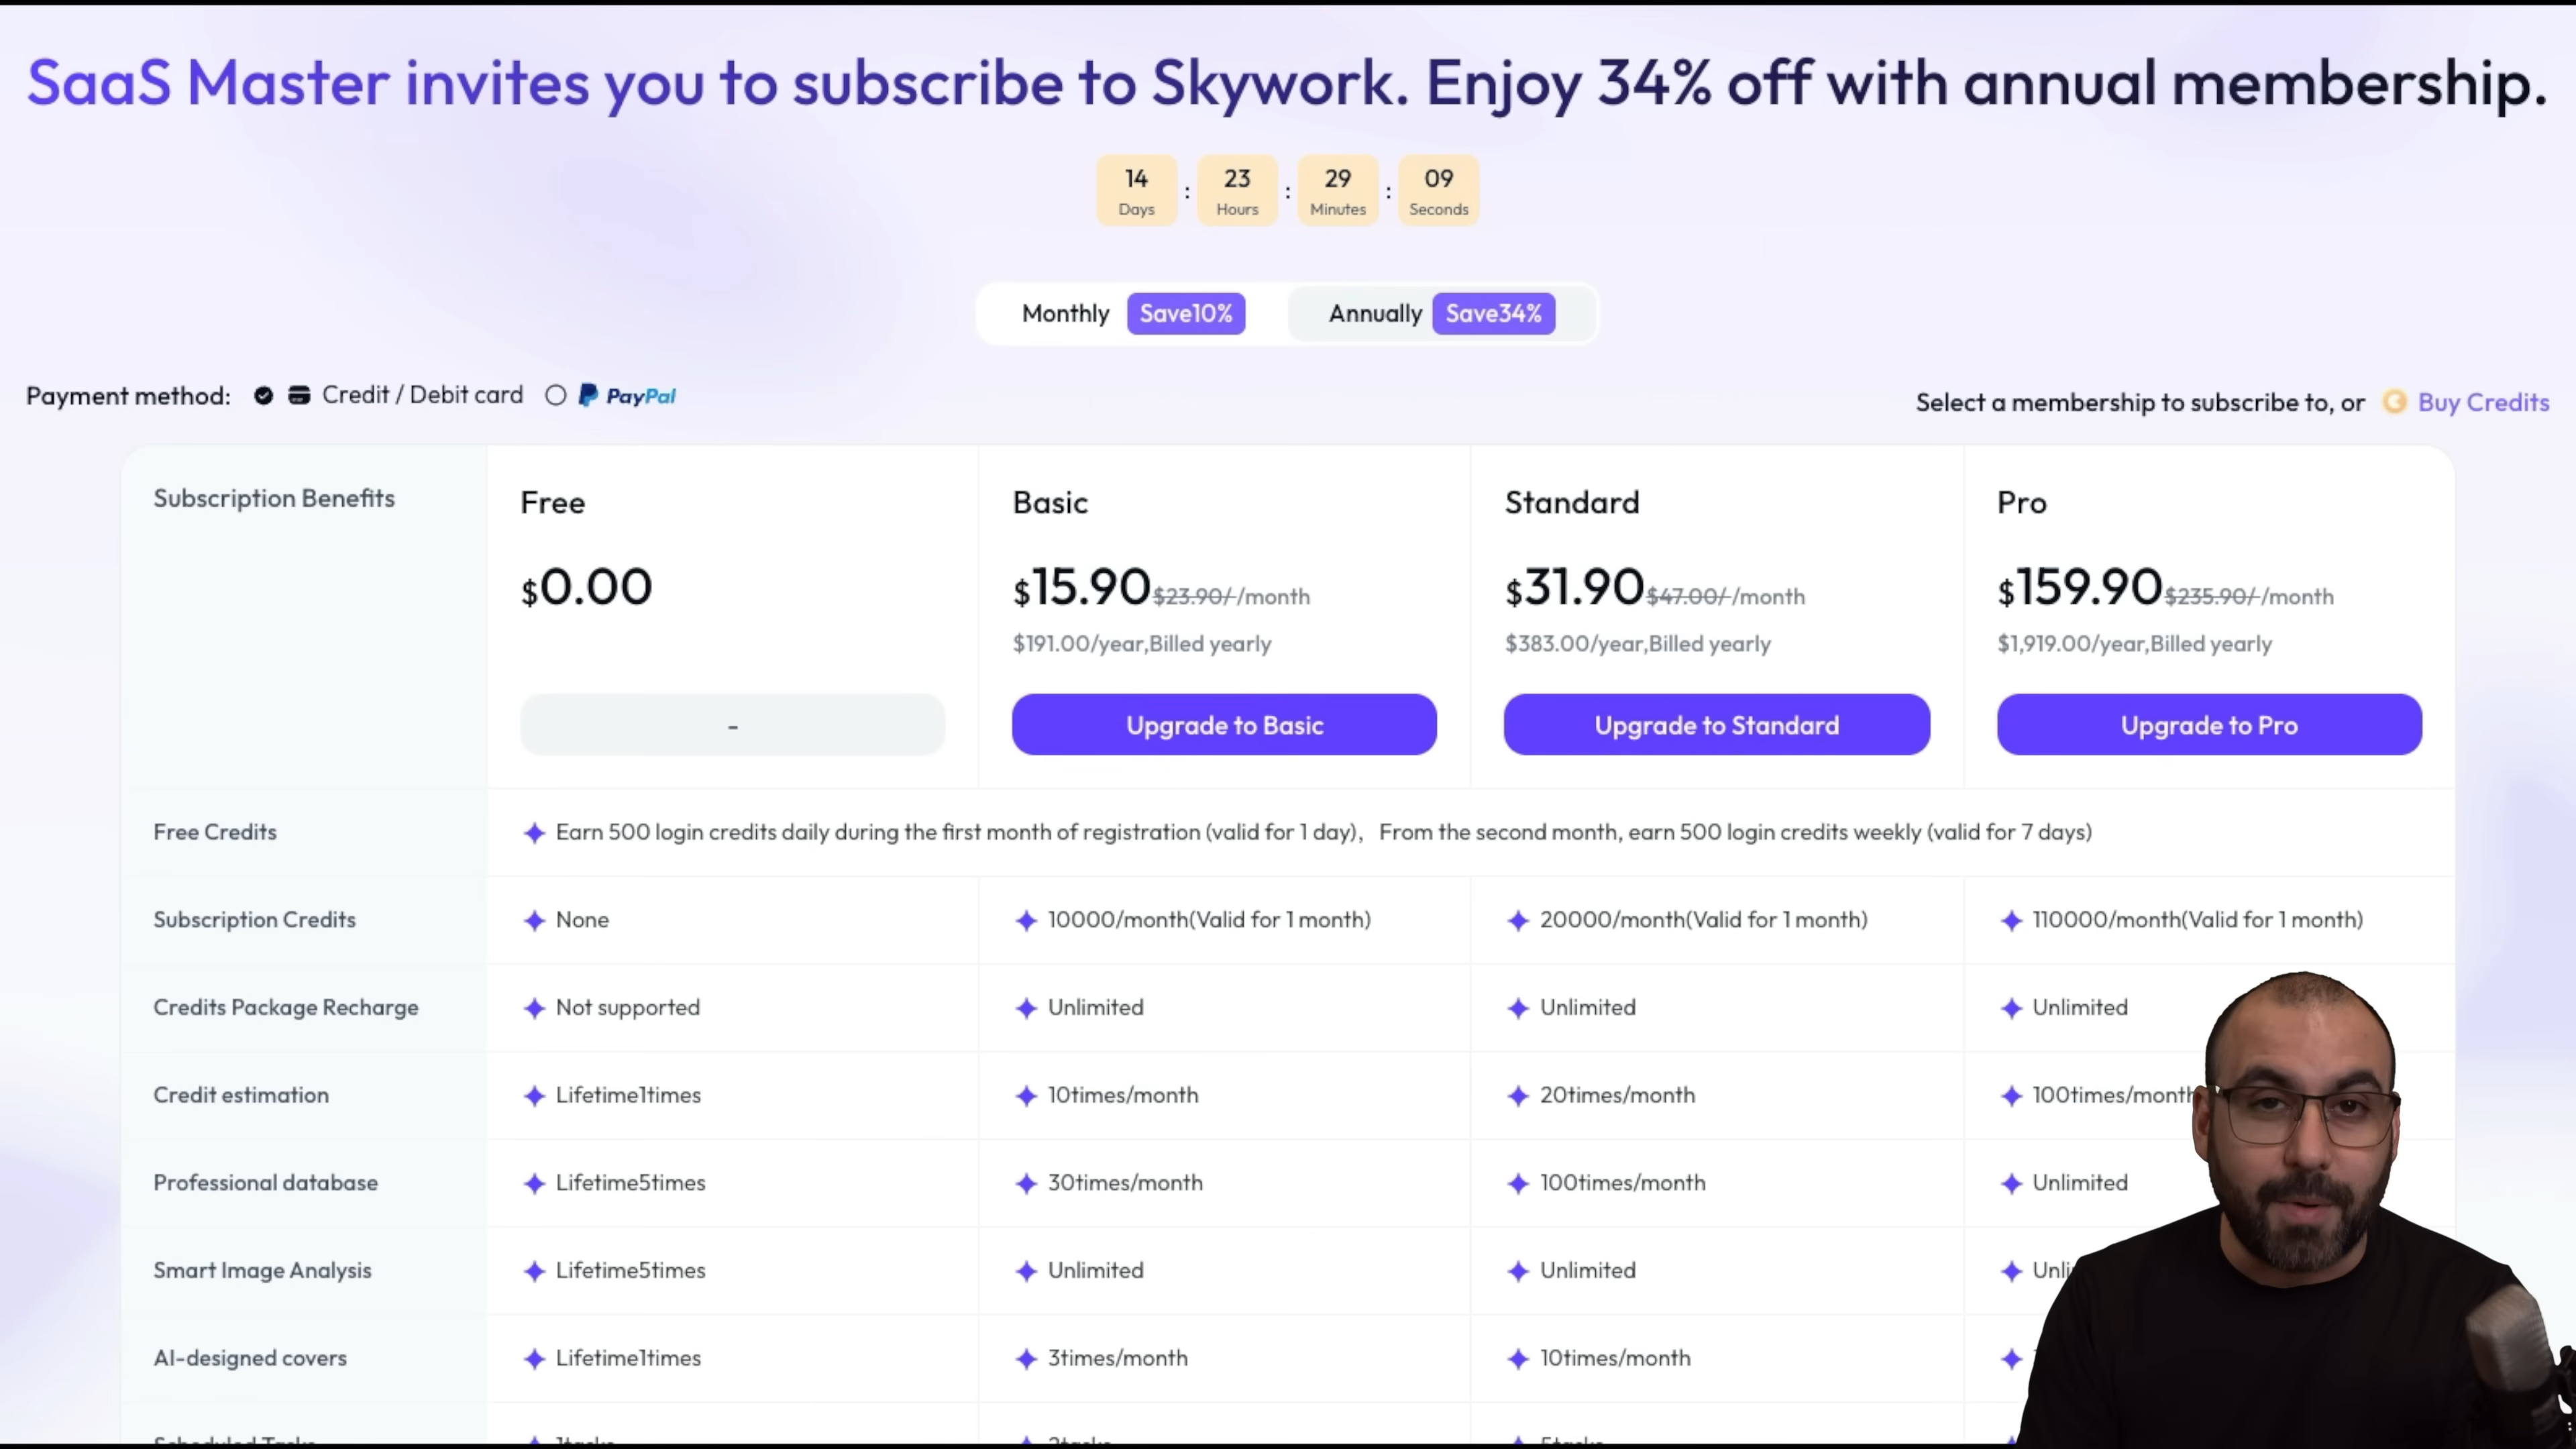 SaaS Master invites you to subscribe to Skywork. Enjoy 34% off with annual membership.
14 : 23 : 29 : 09
Days Hours Minutes Seconds
Monthly Save10% Annually Save34%
Payment method: Credit / Debit card PayPal
Select a membership to subscribe to, or Buy Credits
Subscription Benefits Free Basic Standard Pro
$0.00 $15.90 $23.90/ /month $31.90 $47.00/ /month $159.90 $235.90/ /month
$191.00/year,Billed yearly $383.00/year,Billed yearly $1,919.00/year,Billed yearly
- Upgrade to Basic Upgrade to Standard Upgrade to Pro
Free Credits Earn 500 login credits daily during the first month of registration (valid for 1 day), From the second month, earn 500 login credits weekly (valid for 7 days)
Subscription Credits None 10000/month(Valid for 1 month) 20000/month(Valid for 1 month) 110000/month(Valid for 1 month)
Credits Package Recharge Not supported Unlimited Unlimited Unlimited
Credit estimation Lifetime1times 10times/month 20times/month 100times/month
Professional database Lifetime5times 30times/month 100times/month Unlimited
Smart Image Analysis Lifetime5times Unlimited Unlimited
AI-designed covers Lifetime1times 3times/month 10times/month